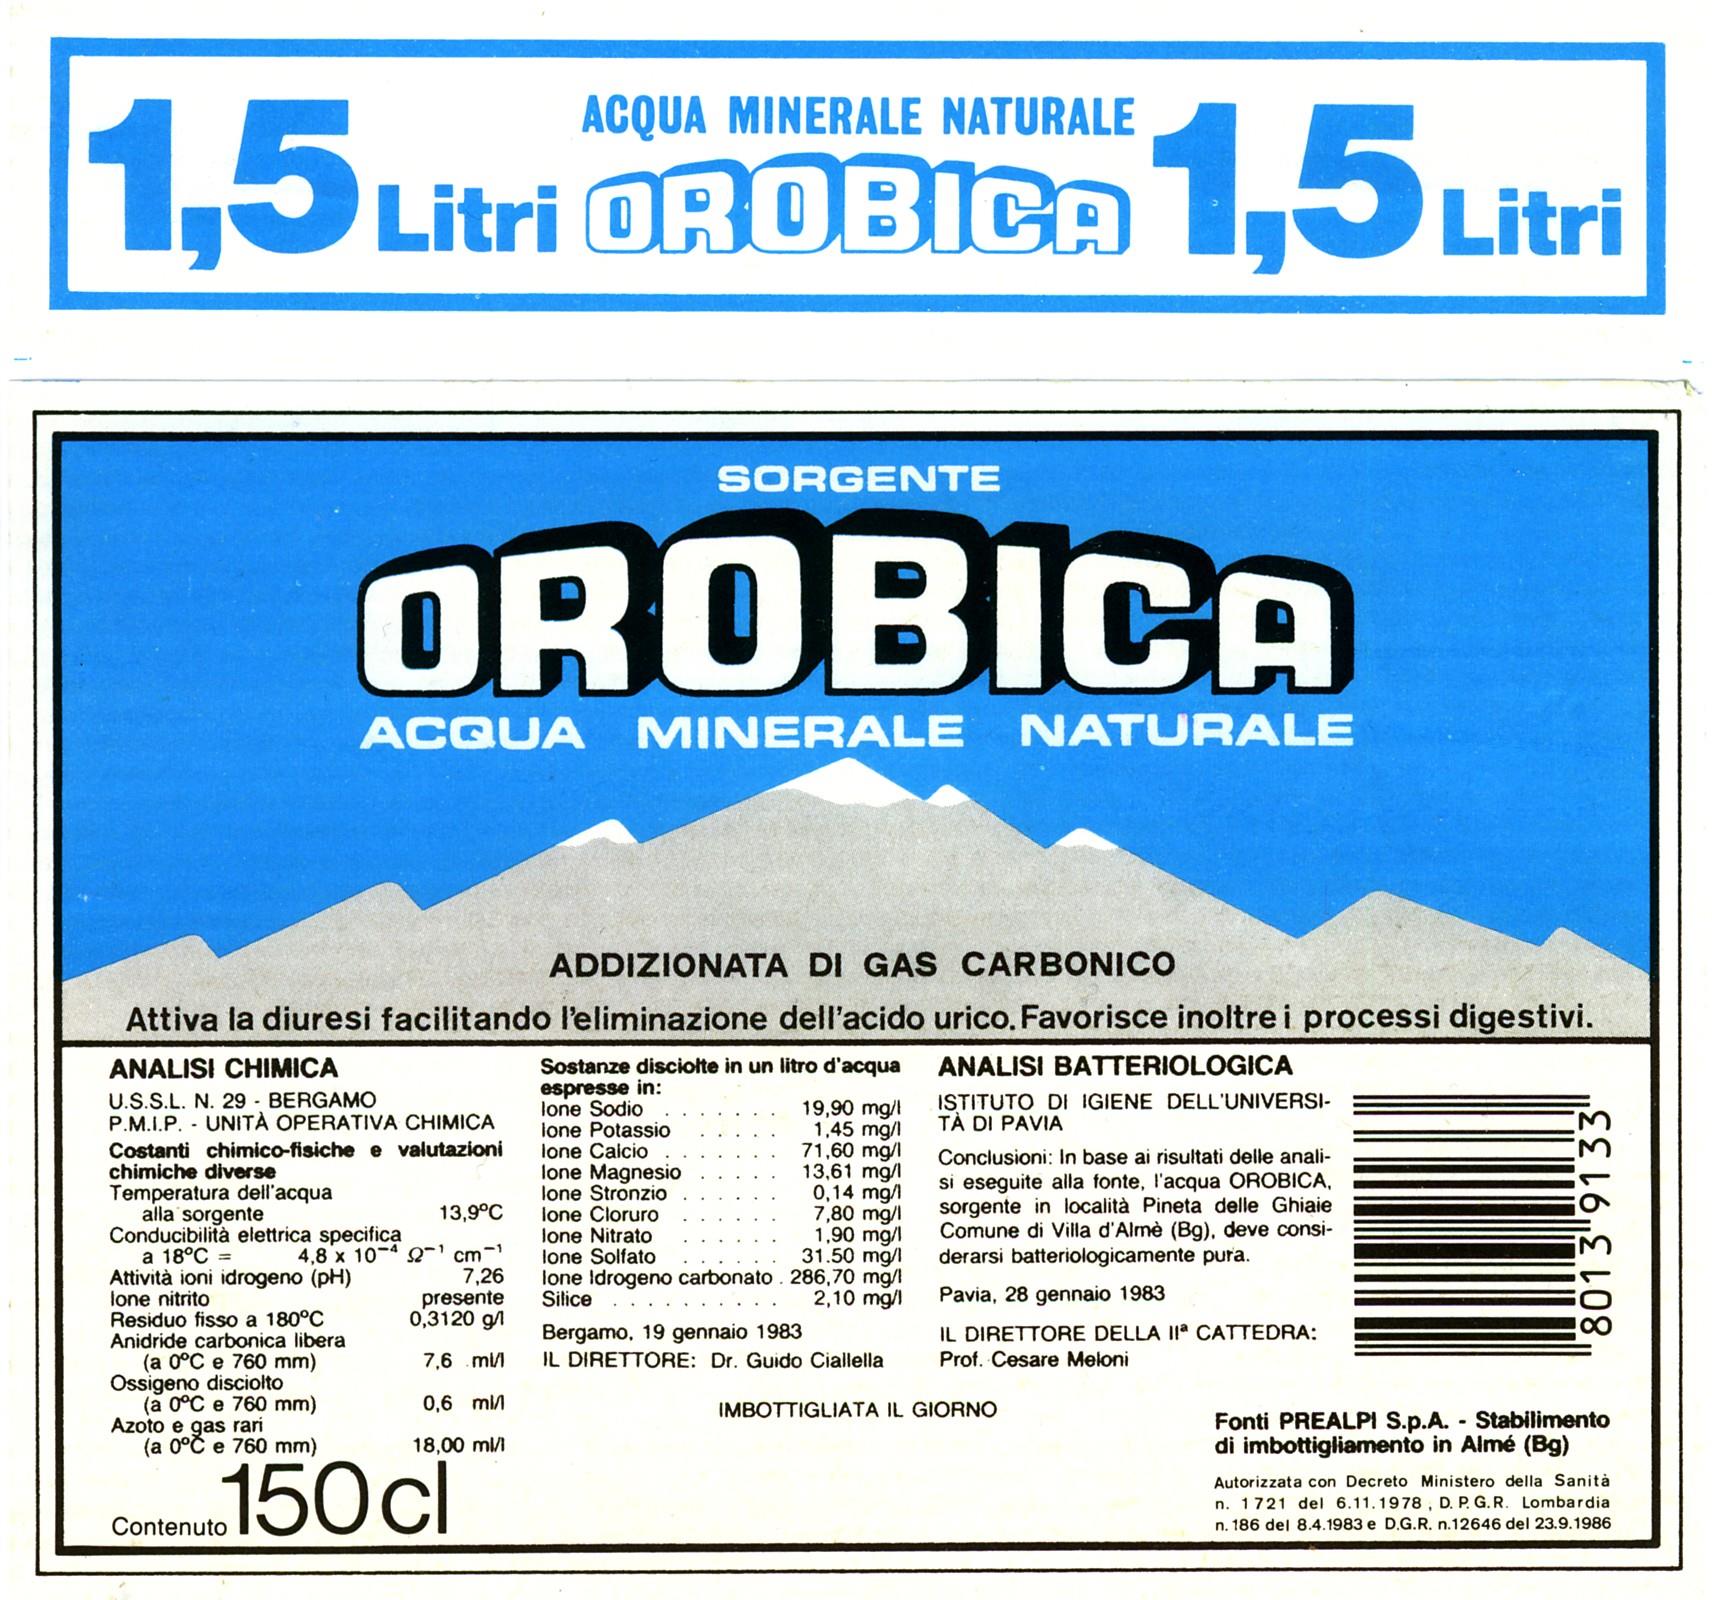 1,5 Litri
ACQUA MINERALE NATURALE
OROBICA
1,5 Litri
SORGENTE
OROBICA
ACQUA MINERALE NATURALE
ADDIZIONATA DI GAS CARBONICO
Attiva la diuresi facilitando l'eliminazione dell'acido urico. Favorisce inoltre i processi digestivi.
ANALISI CHIMICA
U.S.S.L. N. 29 - BERGAMO
P.M.I.P. - UNITÀ OPERATIVA CHIMICA
Costanti chimico-fisiche e valutazioni
chimiche diverse
Temperatura dell'acqua
alla sorgente 13,9°C
Conducibilità elettrica specifica
a 18°C = 4,8 x 10⁻⁴ Ω⁻¹ cm⁻¹
Attività ioni idrogeno (pH) 7,26
Ione nitrito presente
Residuo fisso a 180°C 0,3120 g/l
Anidride carbonica libera
(a 0°C e 760 mm) 7,6 ml/l
Ossigeno disciolto
(a 0°C e 760 mm) 0,6 ml/l
Azoto e gas rari
(a 0°C e 760 mm) 18,00 ml/l
Contenuto 150 cl
Sostanze disciolte in un litro d'acqua
espresse in:
Ione Sodio . . . . . . . 19,90 mg/l
Ione Potassio . . . . . 1,45 mg/l
Ione Calcio . . . . . . . 71,60 mg/l
Ione Magnesio . . . . . 13,61 mg/l
Ione Stronzio . . . . . . 0,14 mg/l
Ione Cloruro . . . . . . 7,80 mg/l
Ione Nitrato . . . . . . 1,90 mg/l
Ione Solfato . . . . . . 31.50 mg/l
Ione Idrogeno carbonato . 286,70 mg/l
Silice . . . . . . . . . . 2,10 mg/l
Bergamo, 19 gennaio 1983
IL DIRETTORE: Dr. Guido Ciallella
IMBOTTIGLIATA IL GIORNO
ANALISI BATTERIOLOGICA
ISTITUTO DI IGIENE DELL'UNIVERSI-
TÀ DI PAVIA
Conclusioni: In base ai risultati delle anali-
si eseguite alla fonte, l'acqua OROBICA,
sorgente in località Pineta delle Ghiaie
Comune di Villa d'Almè (Bg), deve consi-
derarsi batteriologicamente pura.
Pavia, 28 gennaio 1983
IL DIRETTORE DELLA IIª CATTEDRA:
Prof. Cesare Meloni
80139133
Fonti PREALPI S.p.A. - Stabilimento
di imbottigliamento in Almé (Bg)
Autorizzata con Decreto Ministero della Sanità
n. 1721 del 6.11.1978, D.P.G.R. Lombardia
n. 186 del 8.4.1983 e D.G.R. n.12646 del 23.9.1986